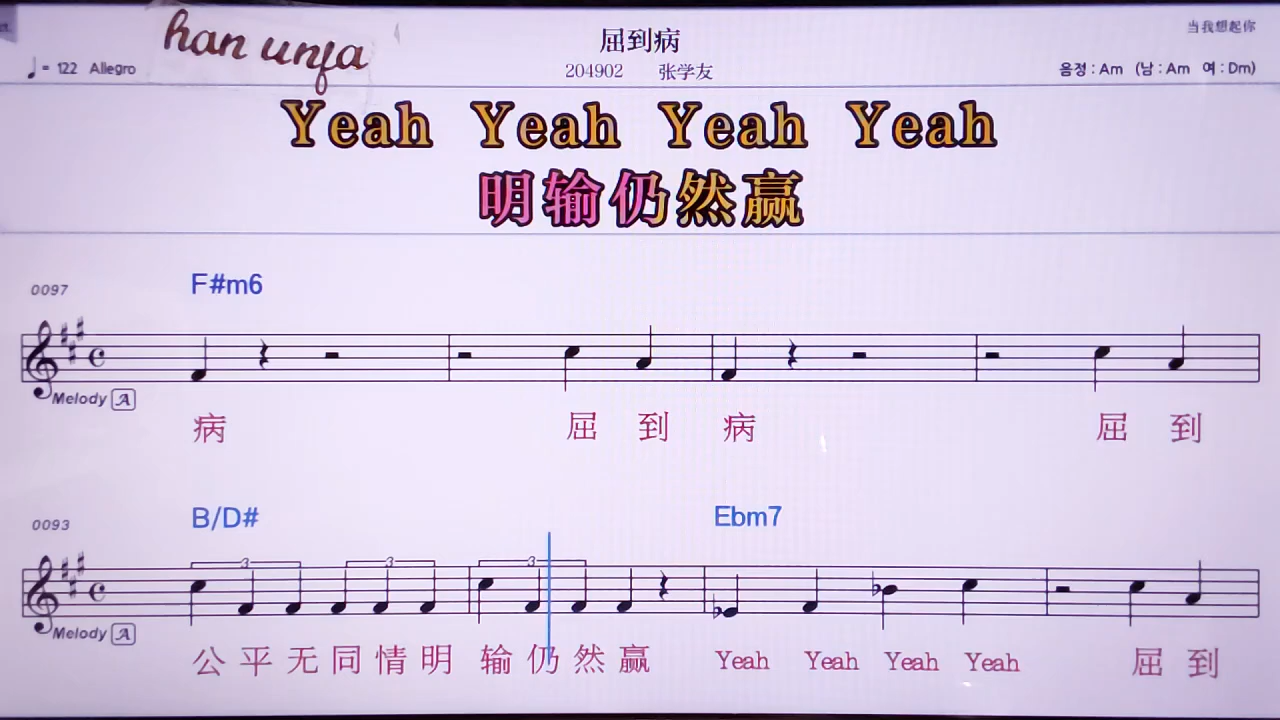 han unfa
屈到病
当我想起你
♩= 122 Allegro
204902 张学友
음정 : Am (남 : Am 여 : Dm)
Yeah Yeah Yeah Yeah
明输仍然赢
0097
F#m6
Melody A
病 屈 到 病 屈 到
0093
B/D# Ebm7
3 3 3
Melody A
公 平 无 同 情 明 输 仍 然 赢 Yeah Yeah Yeah Yeah 屈 到